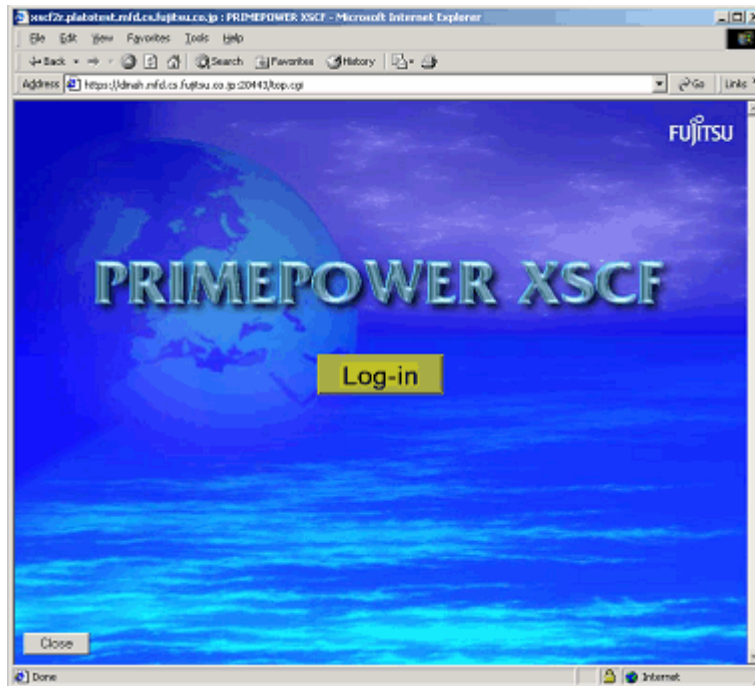 xscf2r.platotest.mfd.cs.fujitsu.co.jp : PRIMEPOWER XSCF - Microsoft Internet Explorer
File Edit View Favorites Tools Help
Back Search Favorites History
Address https://dinah.mfd.cs.fujitsu.co.jp:20443/top.cgi Go Links
FUJITSU
PRIMEPOWER XSCF
Log-in
Close
Done Internet